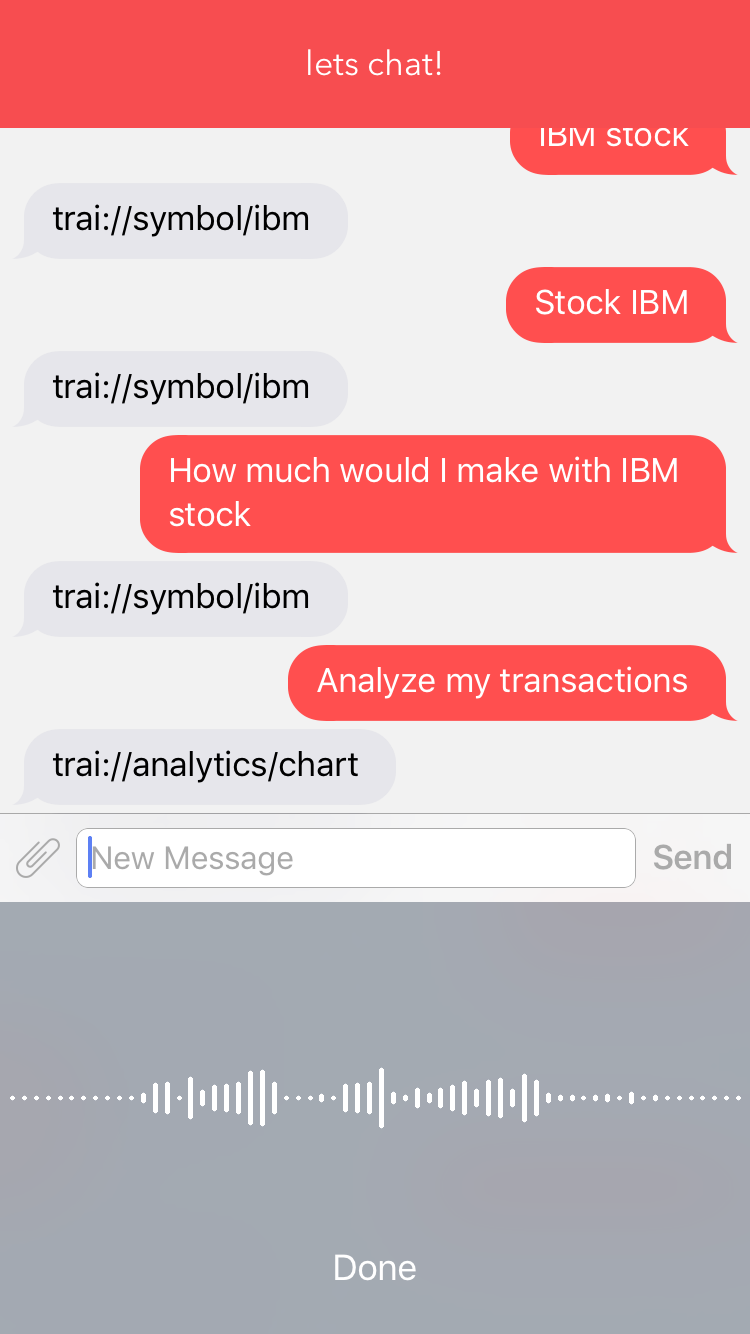 lets chat!
IBM stock
trai://symbol/ibm
Stock IBM
trai://symbol/ibm
How much would I make with IBM
stock
trai://symbol/ibm
Analyze my transactions
trai://analytics/chart
New Message
Send
Done